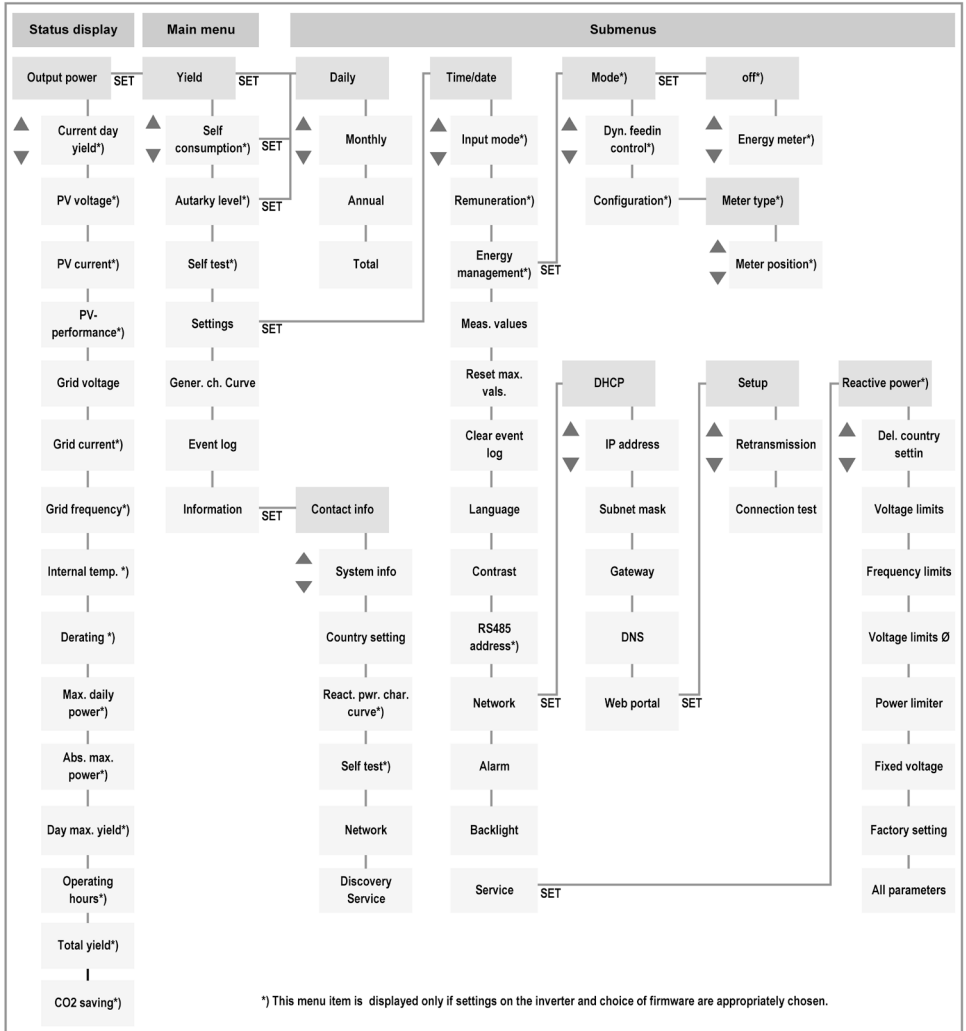 Status display
Main menu
Submenus
Output power
SET
Current day
yield*)
PV voltage*)
PV current*)
PV-
performance*)
Grid voltage
Grid current*)
Grid frequency*)
Internal temp. *)
Derating *)
Max. daily
power*)
Abs. max.
power*)
Day max. yield*)
Operating
hours*)
Total yield*)
CO2 saving*)
Yield
SET
Self
consumption*)
SET
Autarky level*)
SET
Self test*)
Settings
SET
Gener. ch. Curve
Event log
Information
SET
Daily
Monthly
Annual
Total
Contact info
System info
Country setting
React. pwr. char.
curve*)
Self test*)
Network
Discovery
Service
Time/date
Input mode*)
Remuneration*)
Energy
management*)
SET
Meas. values
Reset max.
vals.
Clear event
log
Language
Contrast
RS485
address*)
Network
SET
Alarm
Backlight
Service
SET
Mode*)
SET
Dyn. feedin
control*)
Configuration*)
off*)
Energy meter*)
Meter type*)
Meter position*)
DHCP
IP address
Subnet mask
Gateway
DNS
Web portal
SET
Setup
Retransmission
Connection test
Reactive power*)
Del. country
settin
Voltage limits
Frequency limits
Voltage limits Ø
Power limiter
Fixed voltage
Factory setting
All parameters
*) This menu item is displayed only if settings on the inverter and choice of firmware are appropriately chosen.